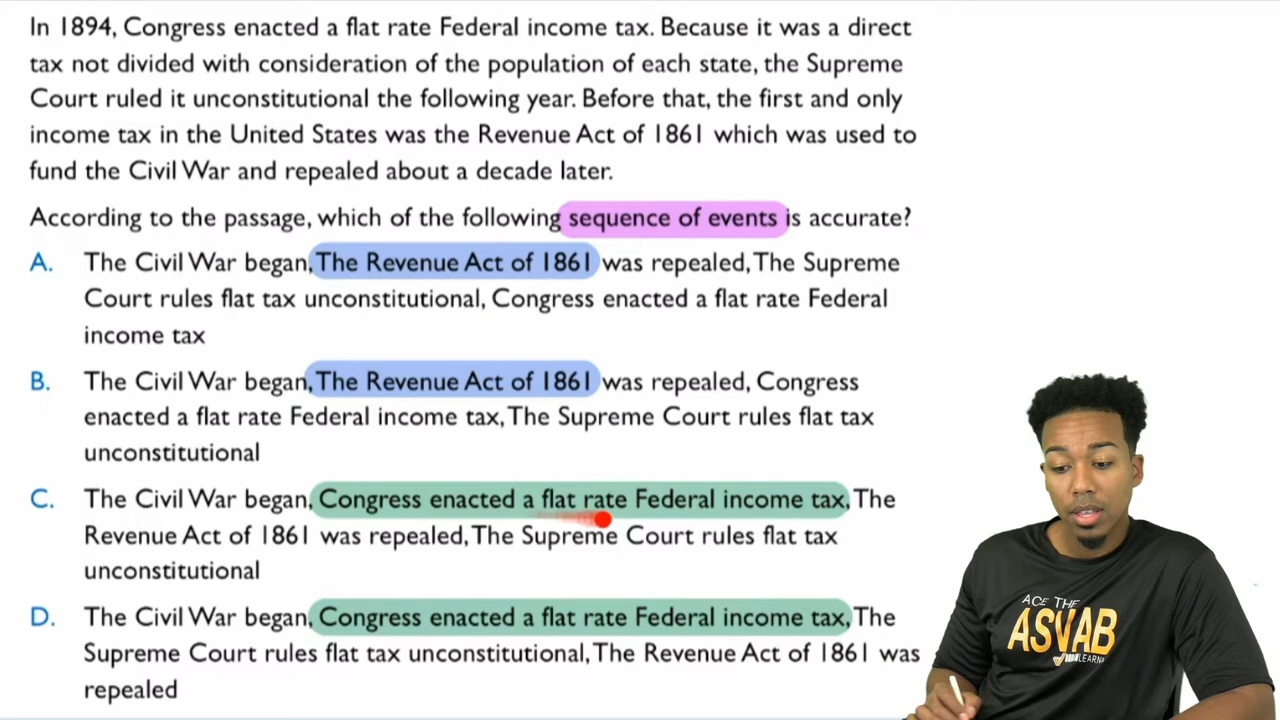 In 1894, Congress enacted a flat rate Federal income tax. Because it was a direct
tax not divided with consideration of the population of each state, the Supreme
Court ruled it unconstitutional the following year. Before that, the first and only
income tax in the United States was the Revenue Act of 1861 which was used to
fund the Civil War and repealed about a decade later.
According to the passage, which of the following sequence of events is accurate?
A. The Civil War began, The Revenue Act of 1861 was repealed, The Supreme
Court rules flat tax unconstitutional, Congress enacted a flat rate Federal
income tax
B. The Civil War began, The Revenue Act of 1861 was repealed, Congress
enacted a flat rate Federal income tax, The Supreme Court rules flat tax
unconstitutional
C. The Civil War began, Congress enacted a flat rate Federal income tax, The
Revenue Act of 1861 was repealed, The Supreme Court rules flat tax
unconstitutional
D. The Civil War began, Congress enacted a flat rate Federal income tax, The
Supreme Court rules flat tax unconstitutional, The Revenue Act of 1861 was
repealed
ACE THE
ASVAB